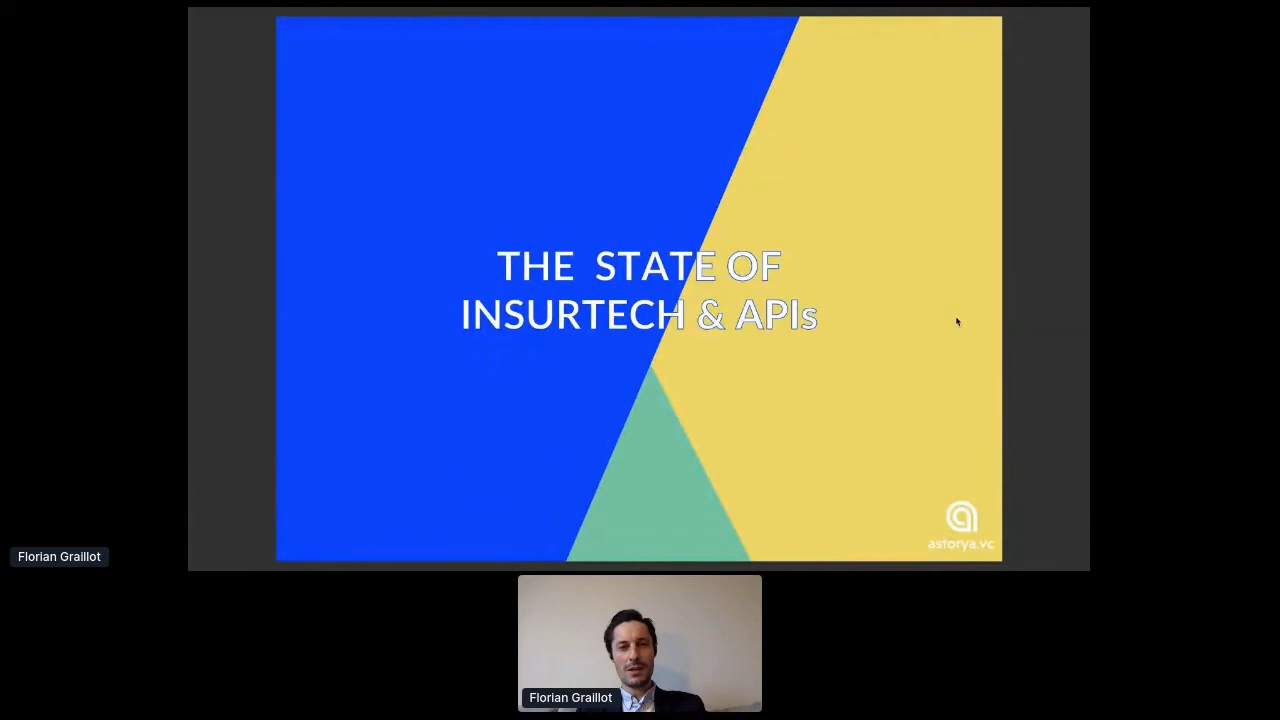 THE STATE OF
INSURTECH & APIs
astorya.vc
Florian Graillot
Florian Graillot